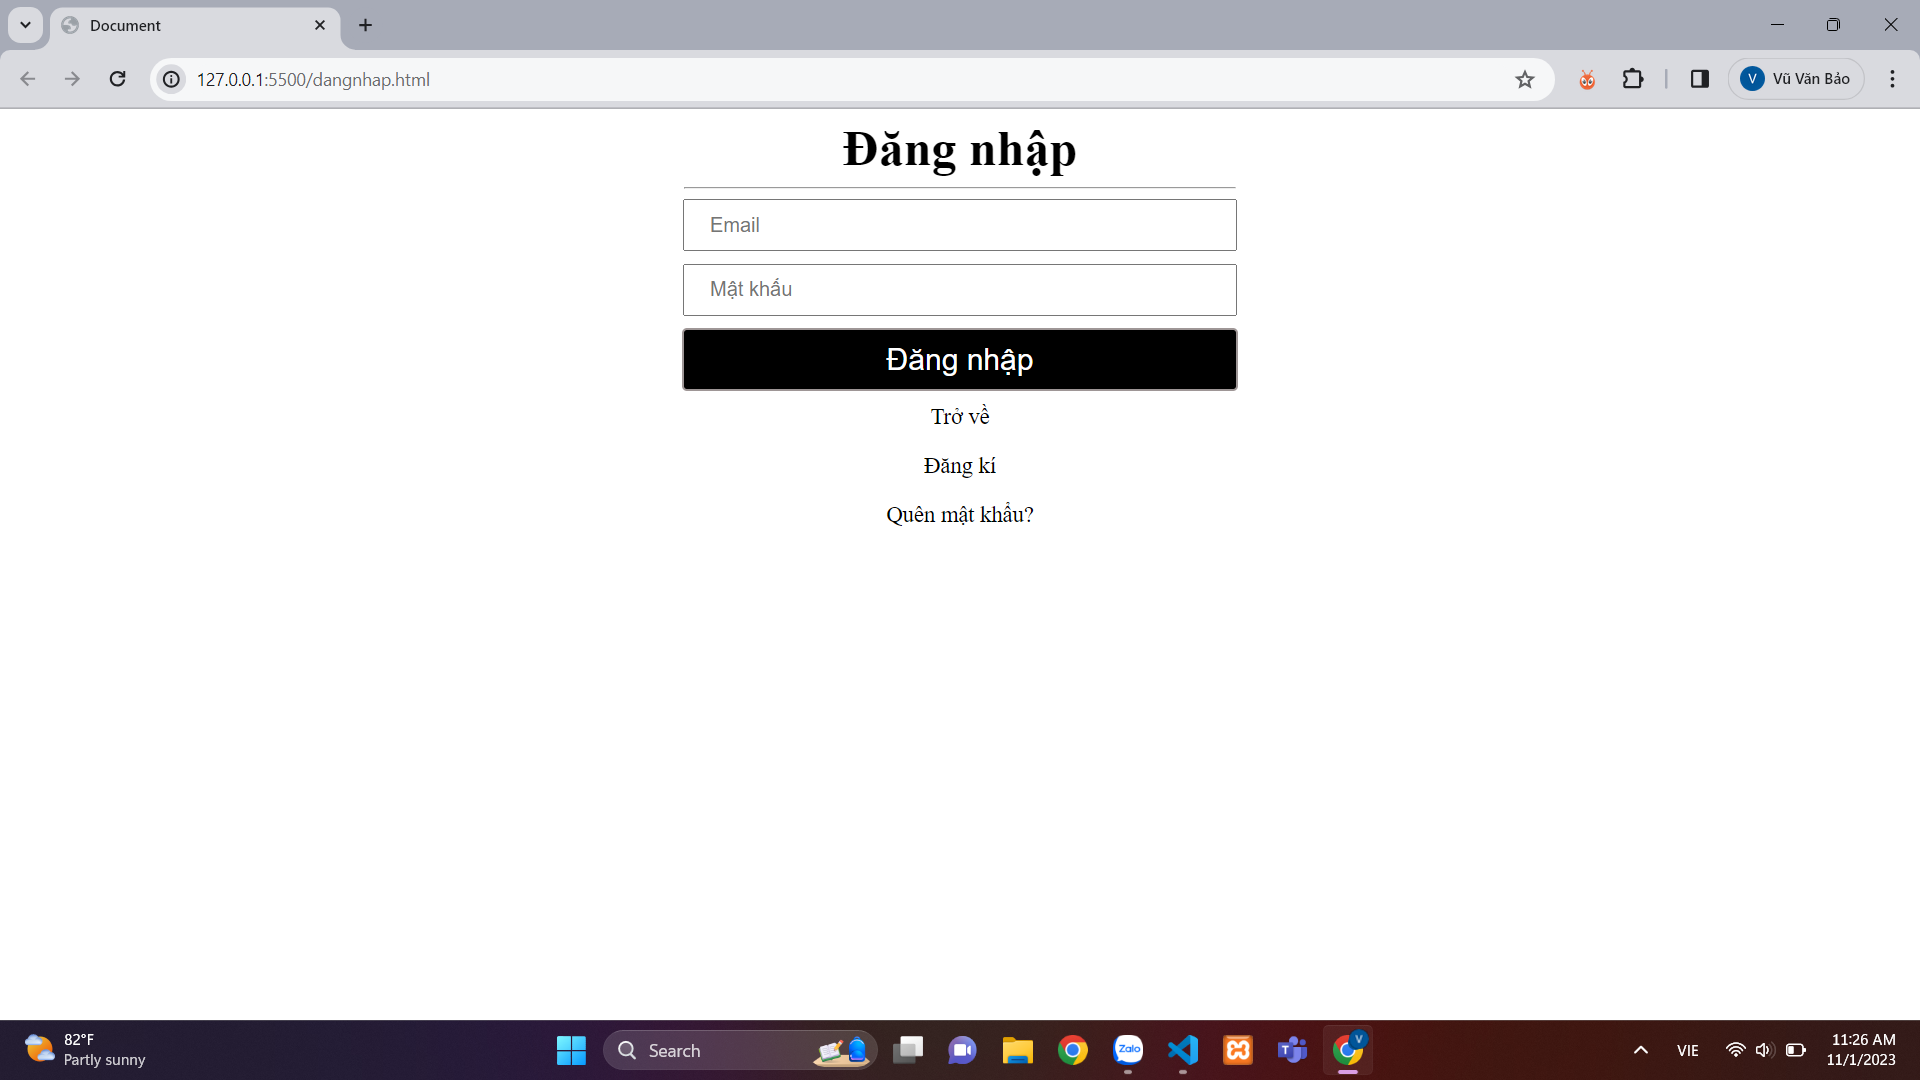 Document
127.0.0.1:5500/dangnhap.html
V Vũ Văn Bảo
Đăng nhập
Email
Mật khấu
Đăng nhập
Trở về
Đăng kí
Quên mật khẩu?
82°F
Partly sunny
Search
Zalo
T
V
VIE
11:26 AM
11/1/2023